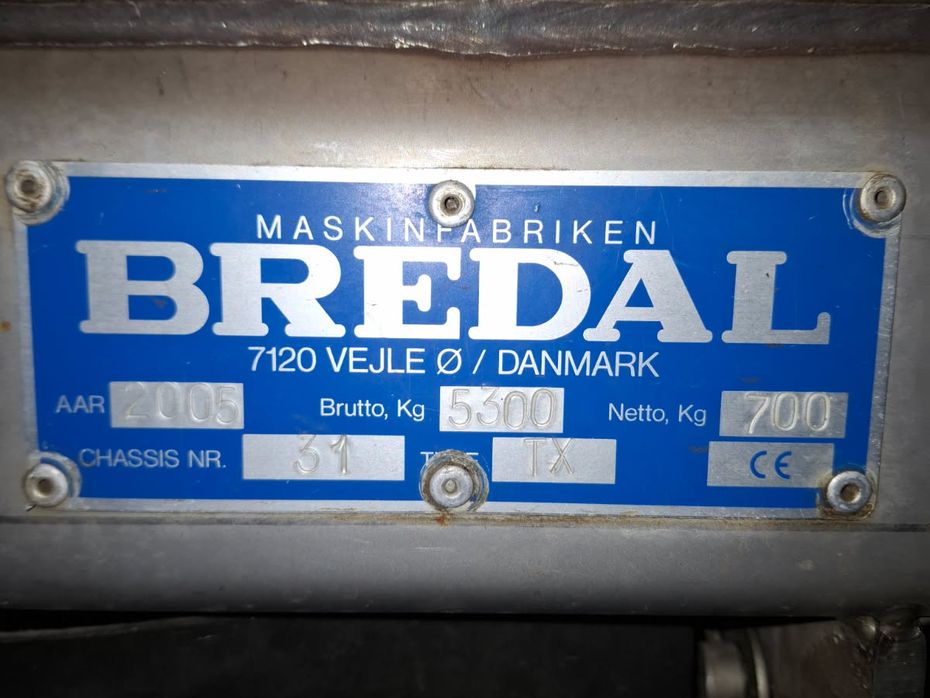 MASKINFABRIKEN
BREDAL
7120 VEJLE Ø / DANMARK
AAR 2005 Brutto, Kg 5300 Netto, Kg 700
CHASSIS NR. 31 TX CE